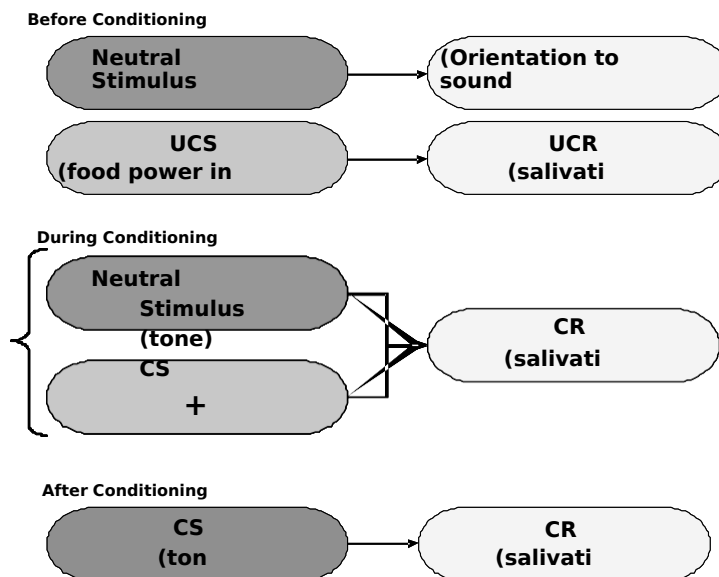 Before Conditioning
Neutral
Stimulus
(Orientation to
sound
UCS
(food power in
UCR
(salivati
During Conditioning
Neutral
Stimulus
(tone)
CS
+
CR
(salivati
After Conditioning
CS
(ton
CR
(salivati